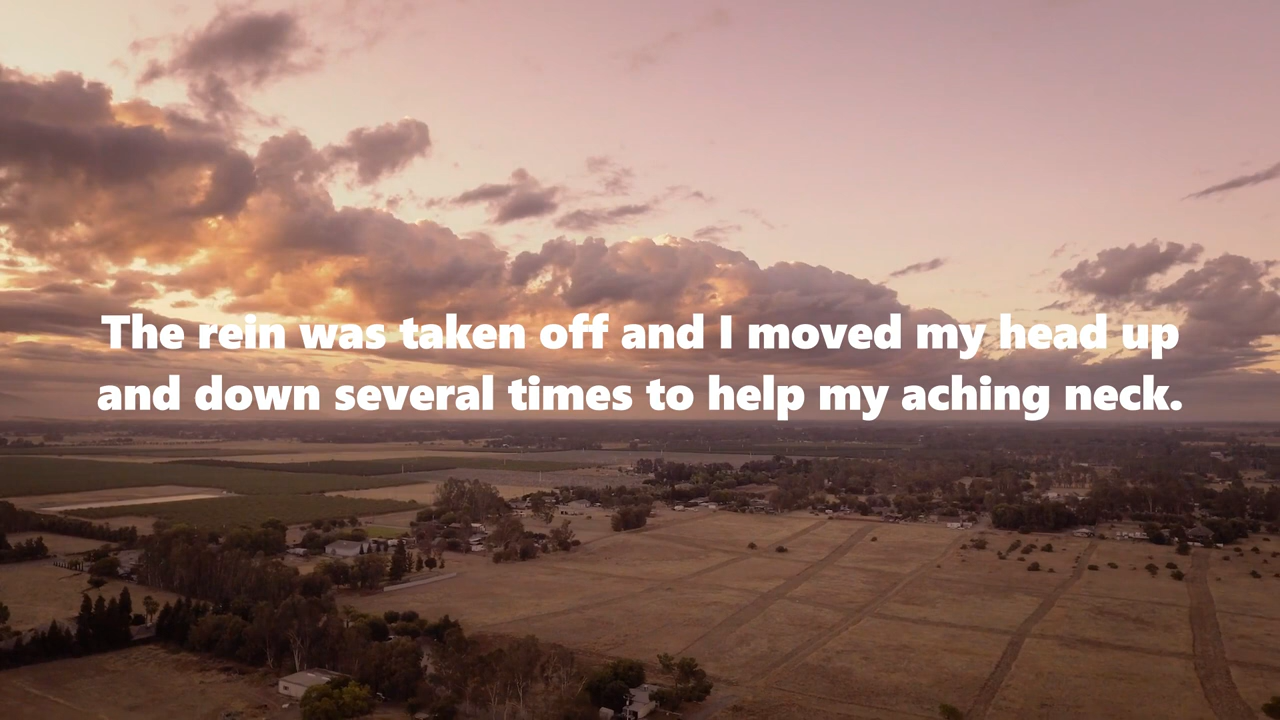 The rein was taken off and I moved my head up
and down several times to help my aching neck.